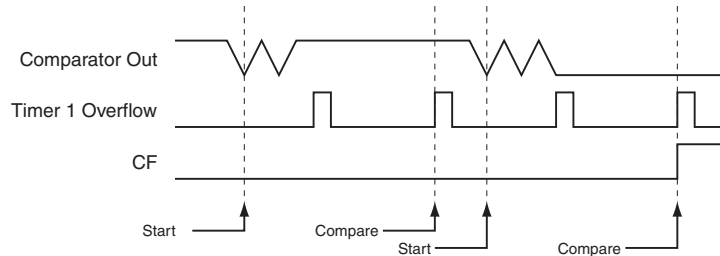 Comparator Out
Timer 1 Overflow
CF
Start
Compare
Start
Compare